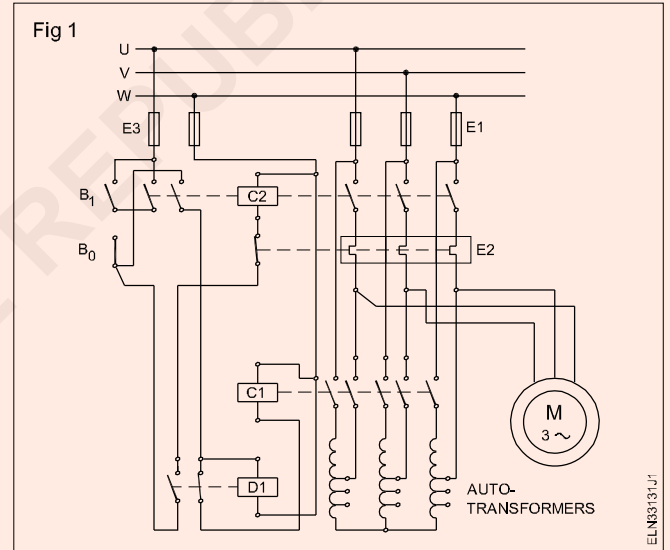 Fig 1
U
V
W
E3
E1
B1
C2
B0
E2
C1
M
3 ~
D1
AUTO-
TRANSFORMERS
ELN33131J1